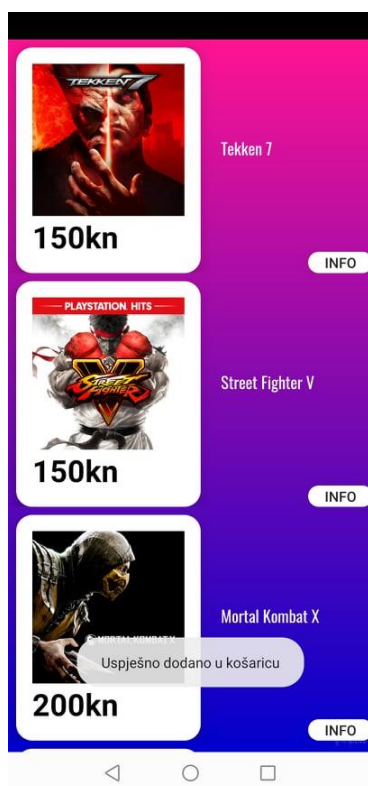 TEKKEN 7
Tekken 7
150kn
INFO
PLAYSTATION HITS
STREET FIGHTER
V
Street Fighter V
150kn
INFO
MORTAL KOMBAT X
Mortal Kombat X
Uspješno dodano u košaricu
200kn
INFO